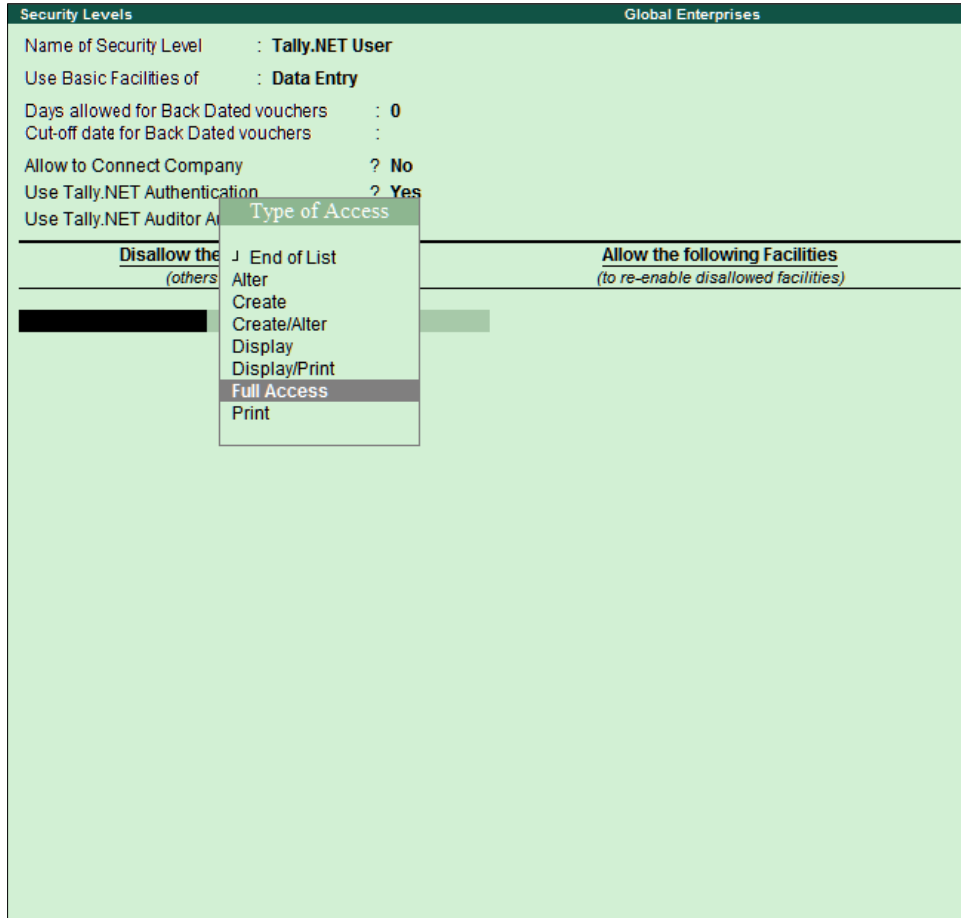 Security Levels Global Enterprises
Name of Security Level : Tally.NET User
Use Basic Facilities of : Data Entry
Days allowed for Back Dated vouchers : 0
Cut-off date for Back Dated vouchers :
Allow to Connect Company ? No
Use Tally.NET Authentication ? Yes
Use Tally.NET Auditor
Type of Access
Disallow the
(others
Allow the following Facilities
(to re-enable disallowed facilities)
┘ End of List
Alter
Create
Create/Alter
Display
Display/Print
Full Access
Print